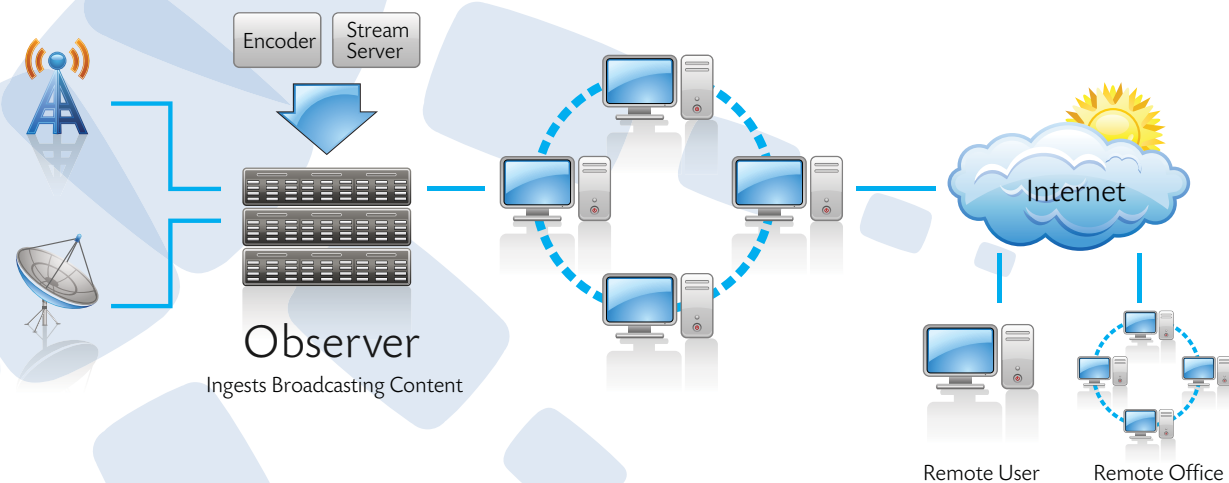 Encoder
Stream
Server
Internet
Observer
Ingests Broadcasting Content
Remote User
Remote Office